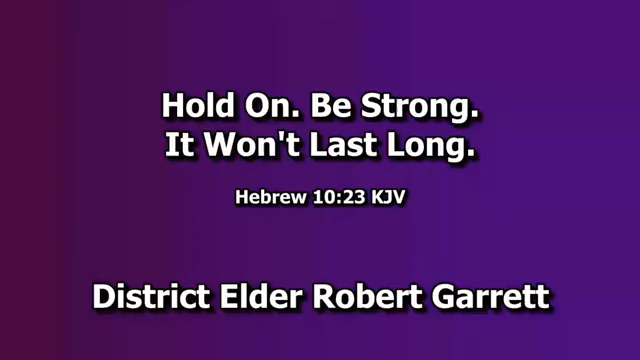 Hold On. Be Strong.
It Won't Last Long.
Hebrew 10:23 KJV
District Elder Robert Garrett